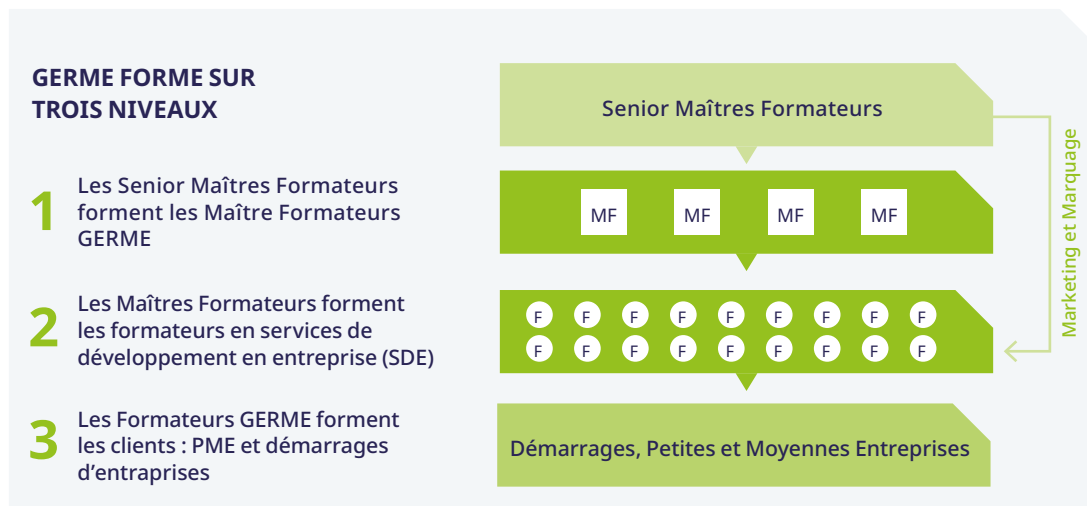 GERME FORME SUR
TROIS NIVEAUX
Senior Maîtres Formateurs
1
Les Senior Maîtres Formateurs
forment les Maître Formateurs
GERME
MF MF MF MF
Marketing et Marquage
2
Les Maîtres Formateurs forment
les formateurs en services de
développement en entreprise (SDE)
F F F F F F F F F
F F F F F F F F F
3
Les Formateurs GERME forment
les clients : PME et démarrages
d’entraprises
Démarrages, Petites et Moyennes Entreprises